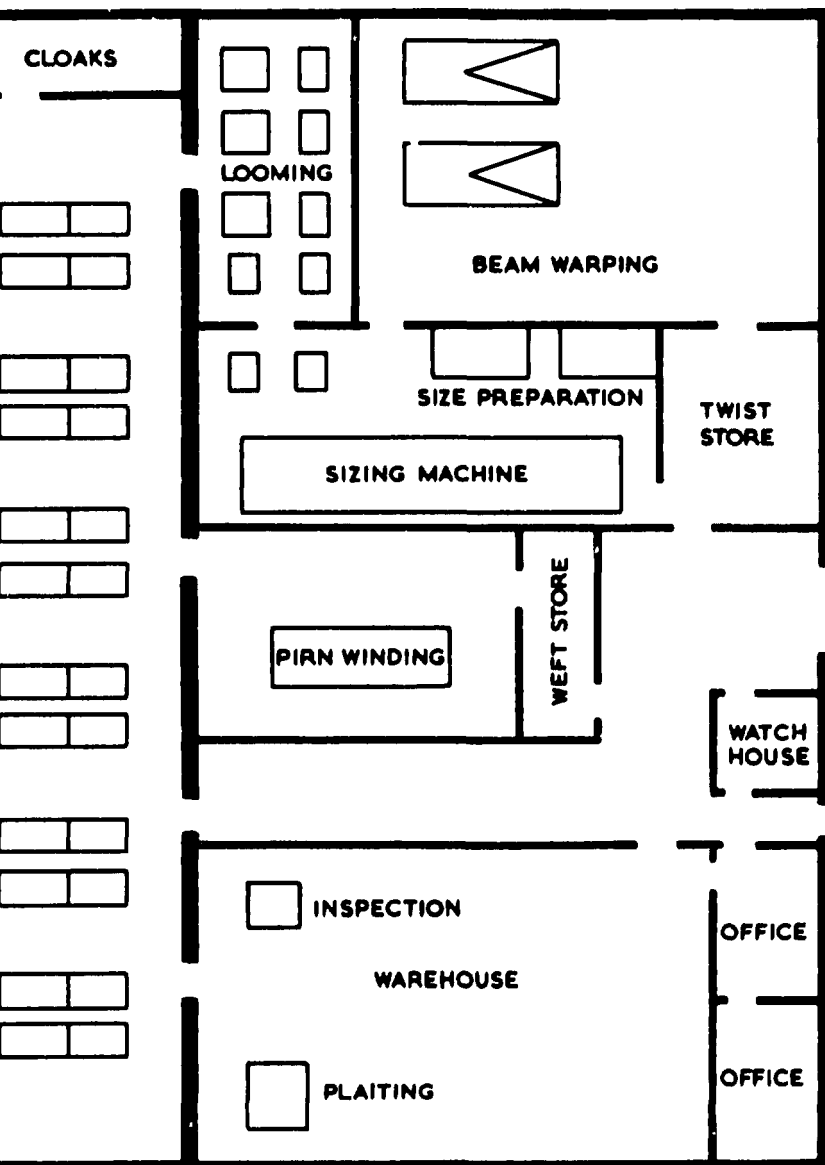 CLOAKS
LOOMING
BEAM WARPING
SIZE PREPARATION
TWIST
STORE
SIZING MACHINE
WEFT STORE
PIRN WINDING
WATCH
HOUSE
INSPECTION
OFFICE
WAREHOUSE
OFFICE
PLAITING